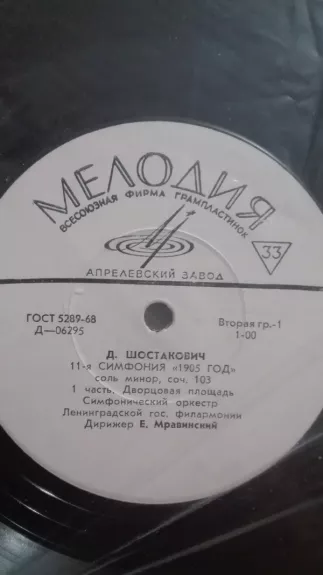 МЕЛОДИЯ
ВСЕСОЮЗНАЯ ФИРМА ГРАМПЛАСТИНОК
33
АПРЕЛЕВСКИЙ ЗАВОД
ГОСТ 5289-68
Д—06295
Вторая гр.-1
1-00
Д. ШОСТАКОВИЧ
11-я СИМФОНИЯ «1905 ГОД»
соль минор, соч. 103
1 часть. Дворцовая площадь
Симфонический оркестр
Ленинградской гос. Филармонии
Дирижер Е. Мравинский